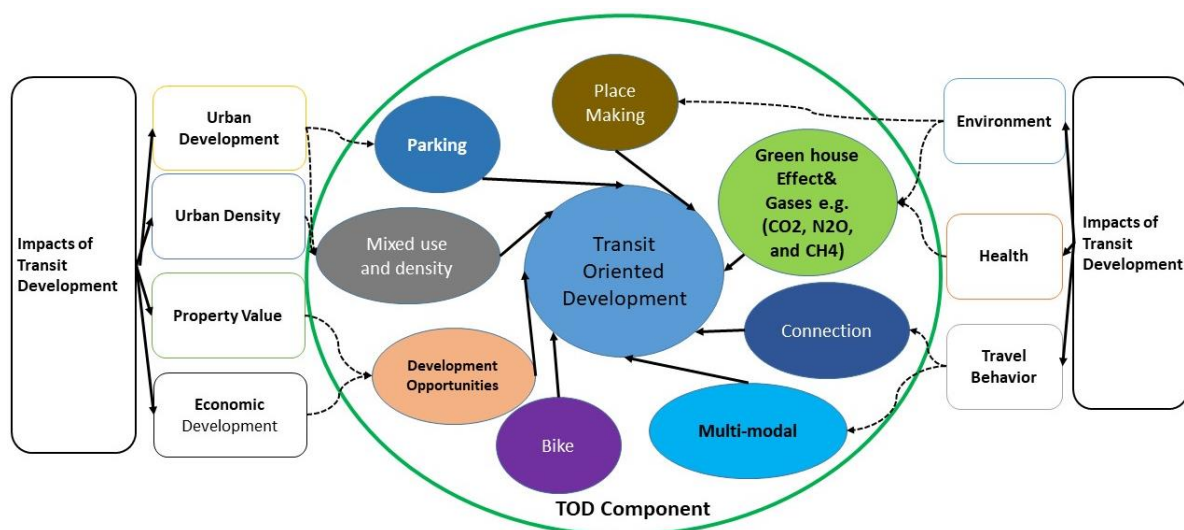 Impacts of
Transit
Development
Urban
Development
Urban Density
Property Value
Economic
Development
Parking
Mixed use
and density
Development
Opportunities
Bike
Place
Making
Green house
Effect&
Gases e.g.
(CO2, N2O,
and CH4)
Transit
Oriented
Development
Connection
Multi-modal
TOD Component
Environment
Health
Travel
Behavior
Impacts of
Transit
Development